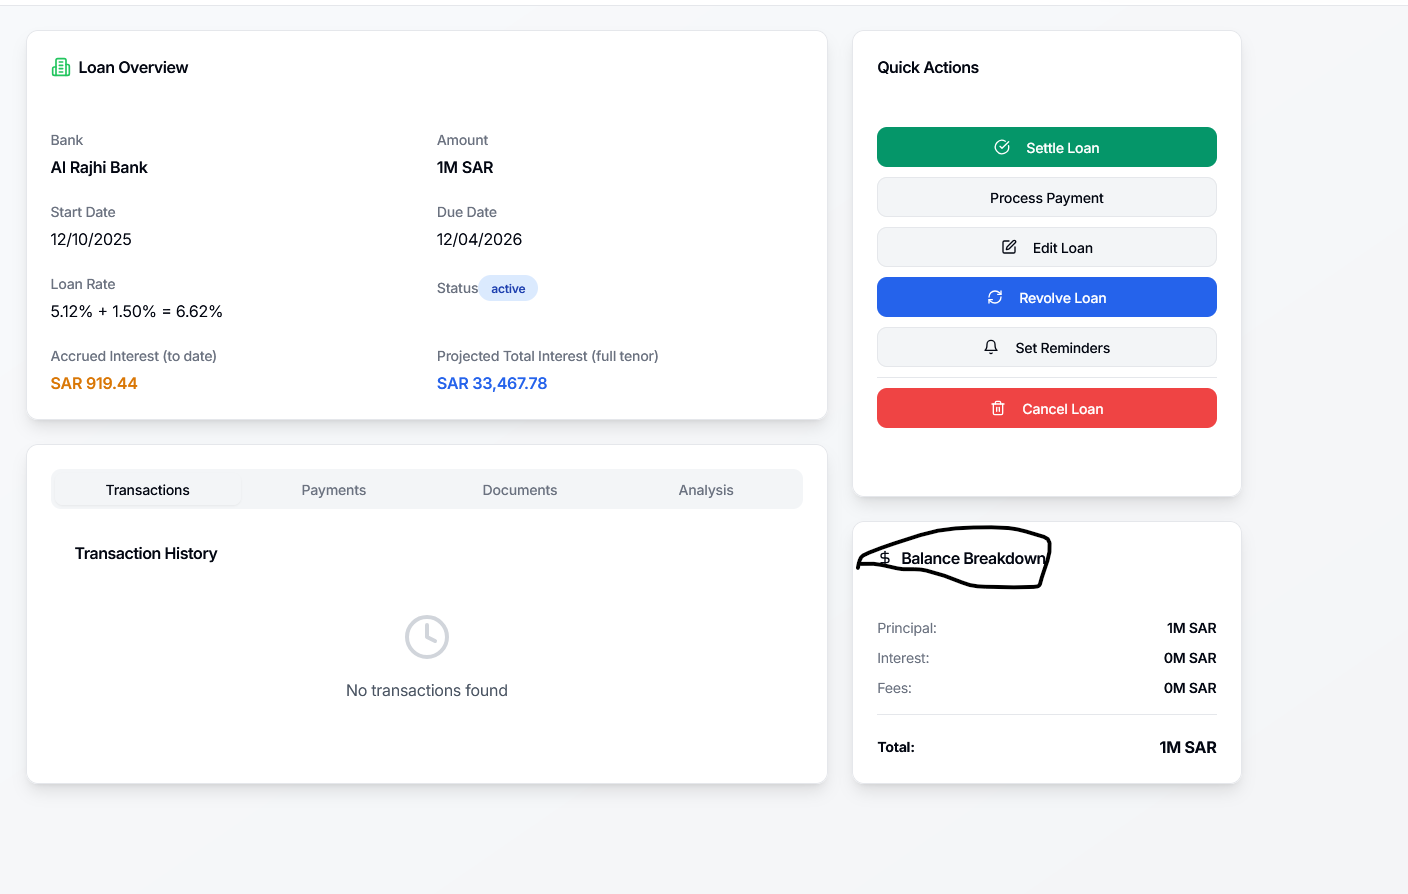 Loan Overview
Bank
Al Rajhi Bank
Amount
1M SAR
Start Date
12/10/2025
Due Date
12/04/2026
Loan Rate
5.12% + 1.50% = 6.62%
Status active
Accrued Interest (to date)
SAR 919.44
Projected Total Interest (full tenor)
SAR 33,467.78
Transactions Payments Documents Analysis
Transaction History
No transactions found
Quick Actions
Settle Loan
Process Payment
Edit Loan
Revolve Loan
Set Reminders
Cancel Loan
$ Balance Breakdown
Principal: 1M SAR
Interest: 0M SAR
Fees: 0M SAR
Total: 1M SAR